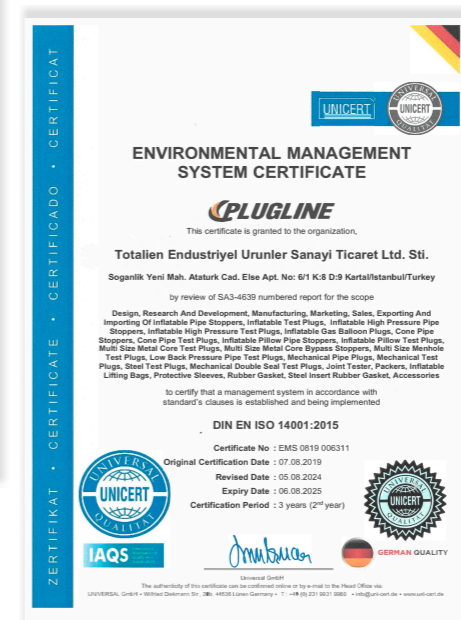 ZERTIFIKAT • CERTIFICATE • CERTIFICADO • CERTIFICAT
UNICERT
UNIVERSAL
UNICERT
QUALITÄT
ENVIRONMENTAL MANAGEMENT
SYSTEM CERTIFICATE
PLUGLINE
This certificate is granted to the organization,
Totalien Endustriyel Urunler Sanayi Ticaret Ltd. Sti.
Soganlik Yeni Mah. Ataturk Cad. Else Apt. No: 6/1 K:8 D:9 Kartal/Istanbul/Turkey
by review of SA3-4639 numbered report for the scope
Design, Research And Development, Manufacturing, Marketing, Sales, Exporting And
Importing Of Inflatable Pipe Stoppers, Inflatable Test Plugs, Inflatable High Pressure Pipe
Stoppers, Inflatable High Pressure Test Plugs, Inflatable Gas Balloon Plugs, Cone Pipe
Stoppers, Cone Pipe Test Plugs, Inflatable Pillow Pipe Stoppers, Inflatable Pillow Test Plugs,
Multi Size Metal Core Test Plugs, Multi Size Metal Core Bypass Stoppers, Multi Size Menhole
Test Plugs, Low Back Pressure Pipe Test Plugs, Mechanical Pipe Plugs, Mechanical Test
Plugs, Steel Test Plugs, Mechanical Double Seal Test Plugs, Joint Tester, Packers, Inflatable
Lifting Bags, Protective Sleeves, Rubber Gasket, Steel Insert Rubber Gasket, Accessories
to certify that a management system in accordance with
standard's clauses is established and being implemented
DIN EN ISO 14001:2015
Certificate No : EMS 0819 006311
Original Certification Date : 07.08.2019
Revised Date : 05.08.2024
Expiry Date : 06.08.2025
Certification Period : 3 years (2nd year)
UNIVERSAL
UNICERT
QUALITÄT
UNIVERSAL
UNICERT
QUALITÄT
IAQS
GERMAN QUALITY
Universal GmbH
The authenticity of this certificate can be confirmed online or by e-mail to the Head Office via:
UNIVERSAL GmbH • Wilfried Diekmann Str., 44536 Lünen Germany • info@uni-cert.de • www.uni-cert.de